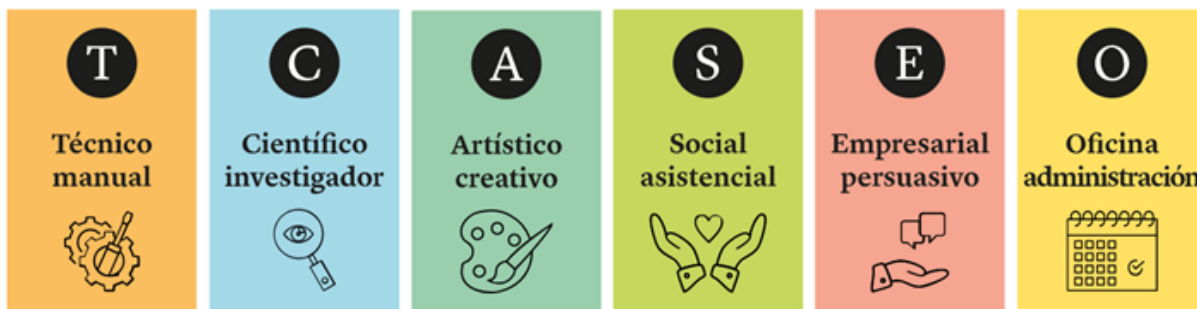 T
Técnico
manual
C
Científico
investigador
A
Artístico
creativo
S
Social
asistencial
E
Empresarial
persuasivo
O
Oficina
administración